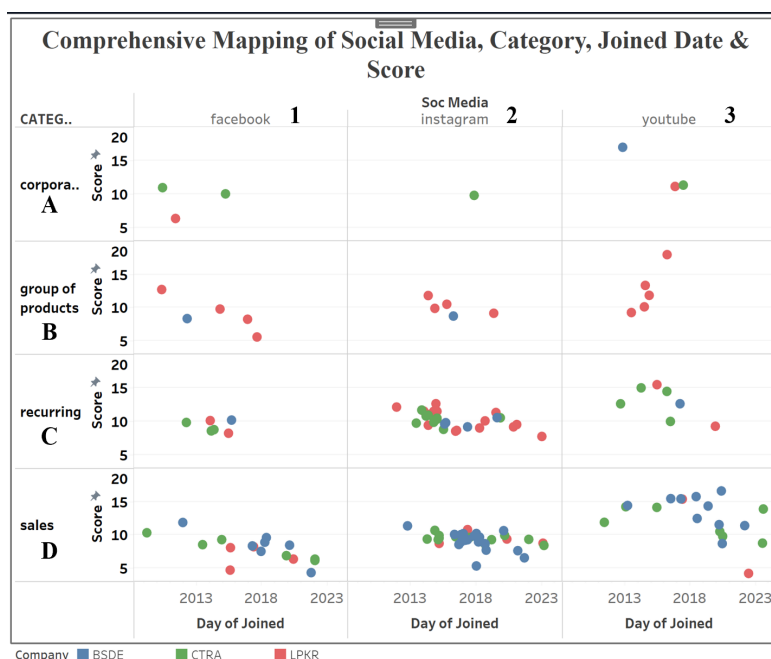 Comprehensive Mapping of Social Media, Category, Joined Date &
Score
Soc Media
CATEG.. facebook 1 instagram 2 youtube 3
corpora..
A
Score
20
15
10
5
group of
products
B
Score
20
15
10
5
recurring
C
Score
20
15
10
5
sales
D
Score
20
15
10
5
2013 2018 2023 2013 2018 2023 2013 2018 2023
Day of Joined Day of Joined Day of Joined
Company BSDE CTRA LPKR